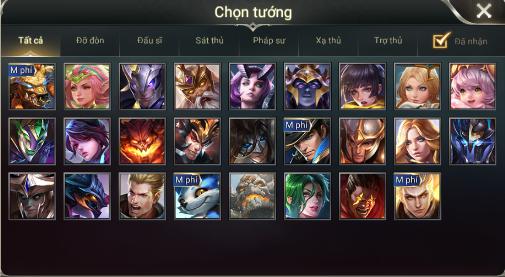 Chọn tướng
Tất cả Đỡ đòn Đấu sĩ Sát thủ Pháp sư Xạ thủ Trợ thủ Đã nhận
M phí
M phí
M phí M phí